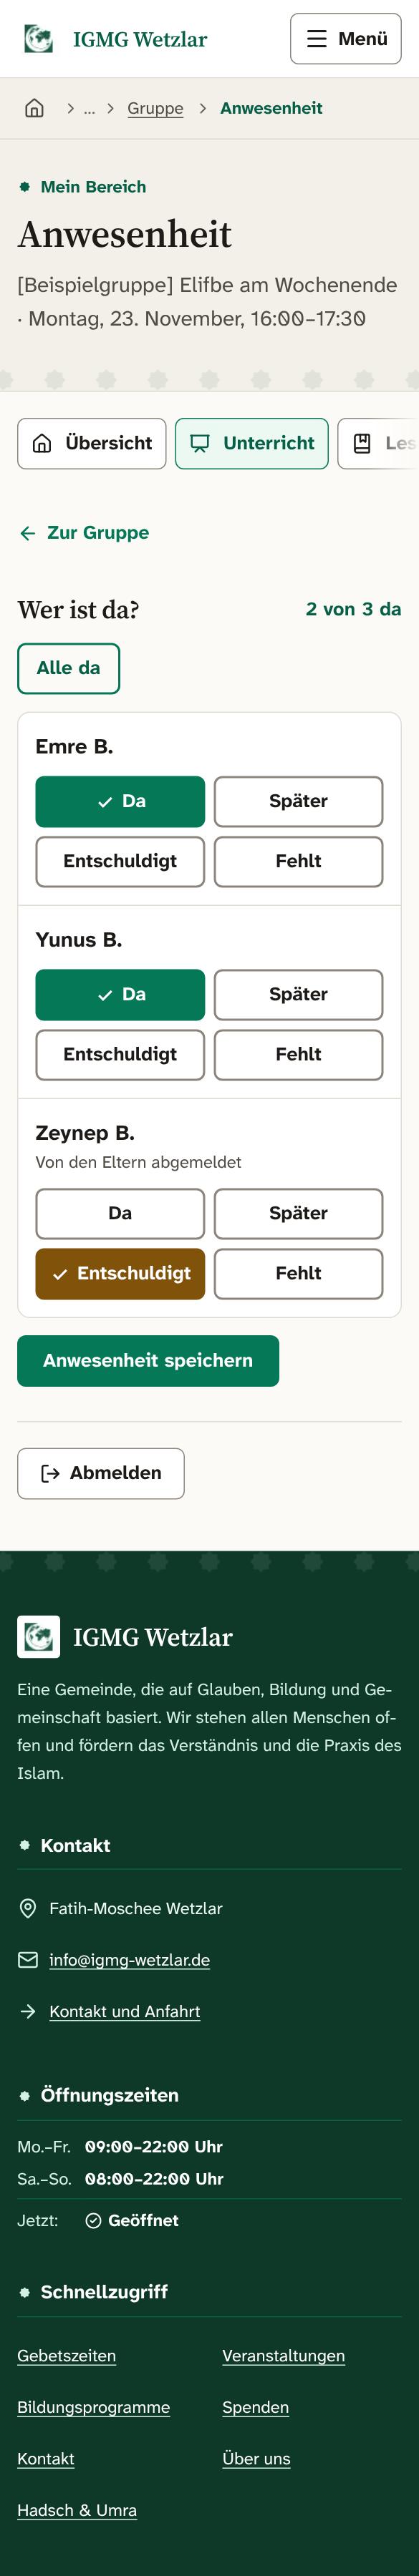 IGMG Wetzlar
Menü
... Gruppe Anwesenheit
Mein Bereich
Anwesenheit
[Beispielgruppe] Elifbe am Wochenende
· Montag, 23. November, 16:00–17:30
Übersicht
Unterricht
Les
Zur Gruppe
Wer ist da?
2 von 3 da
Alle da
Emre B.
Da
Später
Entschuldigt
Fehlt
Yunus B.
Da
Später
Entschuldigt
Fehlt
Zeynep B.
Von den Eltern abgemeldet
Da
Später
Entschuldigt
Fehlt
Anwesenheit speichern
Abmelden
IGMG Wetzlar
Eine Gemeinde, die auf Glauben, Bildung und Ge-
meinschaft basiert. Wir stehen allen Menschen of-
fen und fördern das Verständnis und die Praxis des
Islam.
Kontakt
Fatih-Moschee Wetzlar
info@igmg-wetzlar.de
Kontakt und Anfahrt
Öffnungszeiten
Mo.–Fr. 09:00–22:00 Uhr
Sa.–So. 08:00–22:00 Uhr
Jetzt: Geöffnet
Schnellzugriff
Gebetszeiten
Veranstaltungen
Bildungsprogramme
Spenden
Kontakt
Über uns
Hadsch & Umra